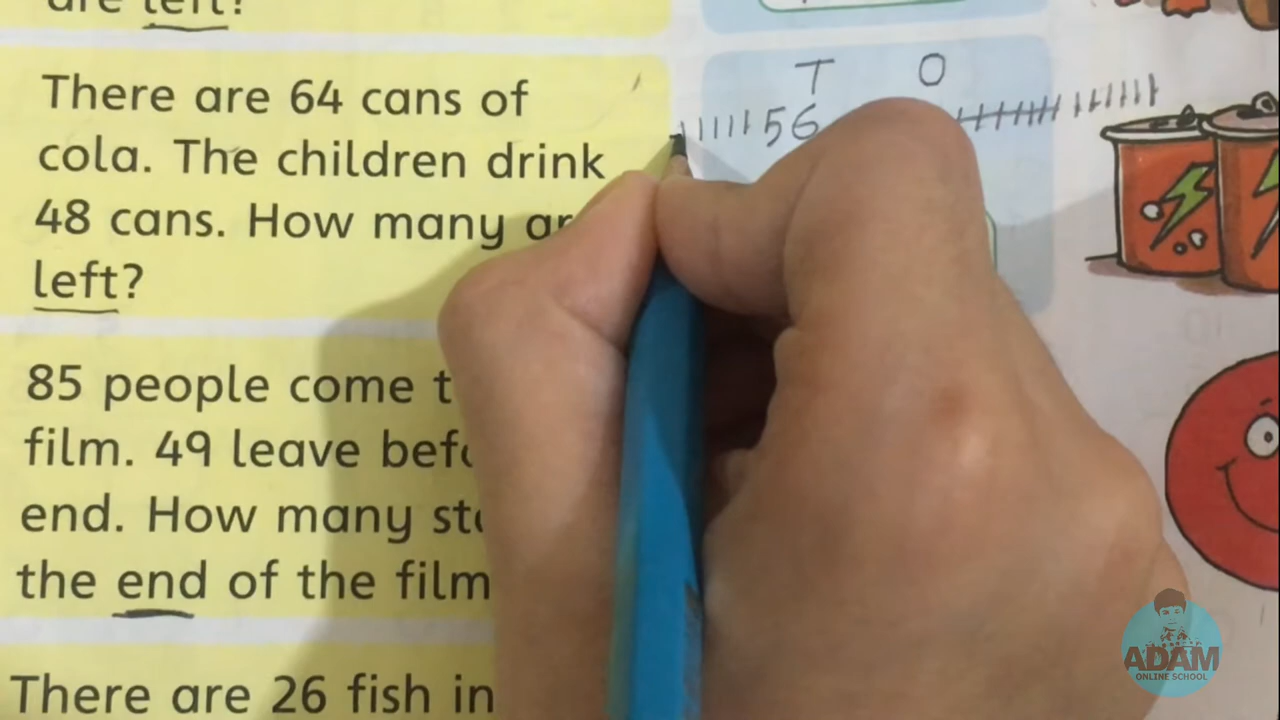 are left?
There are 64 cans of
cola. The children drink
48 cans. How many ar
left?
T O
56
85 people come t
film. 49 leave befo
end. How many sta
the end of the film
There are 26 fish in
ADAM
ONLINE SCHOOL